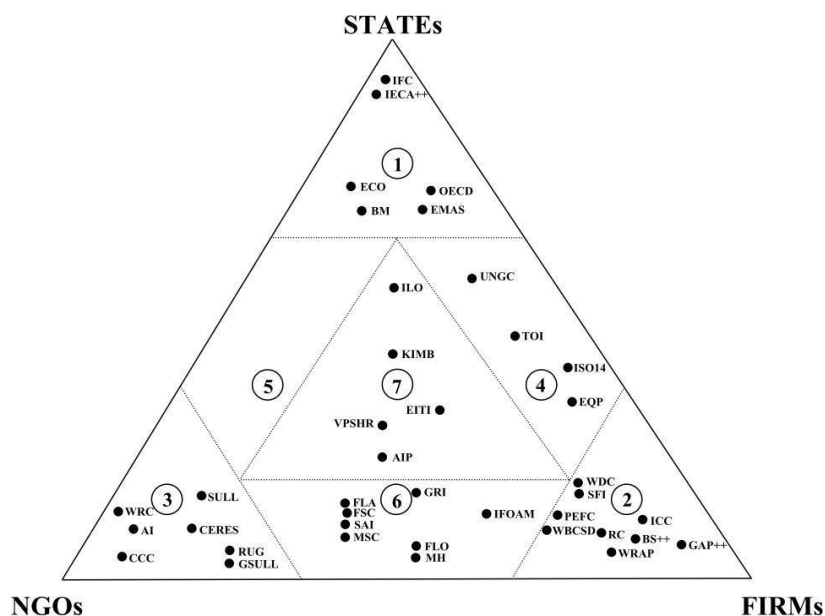 STATEs
IFC
IECA++
1
ECO
OECD
BM
EMAS
UNGC
ILO
TOI
KIMB
ISO14
5
7
4
EITI
EQP
VPSHR
AIP
WDC
3
SULL
GRI
6
SFI
2
FLA
WRC
FSC
IFOAM
PEFC
ICC
SAI
AI
CERES
WBCSD
RC
MSC
BS++
FLO
GAP++
RUG
WRAP
CCC
MH
GSULL
NGOs
FIRMs